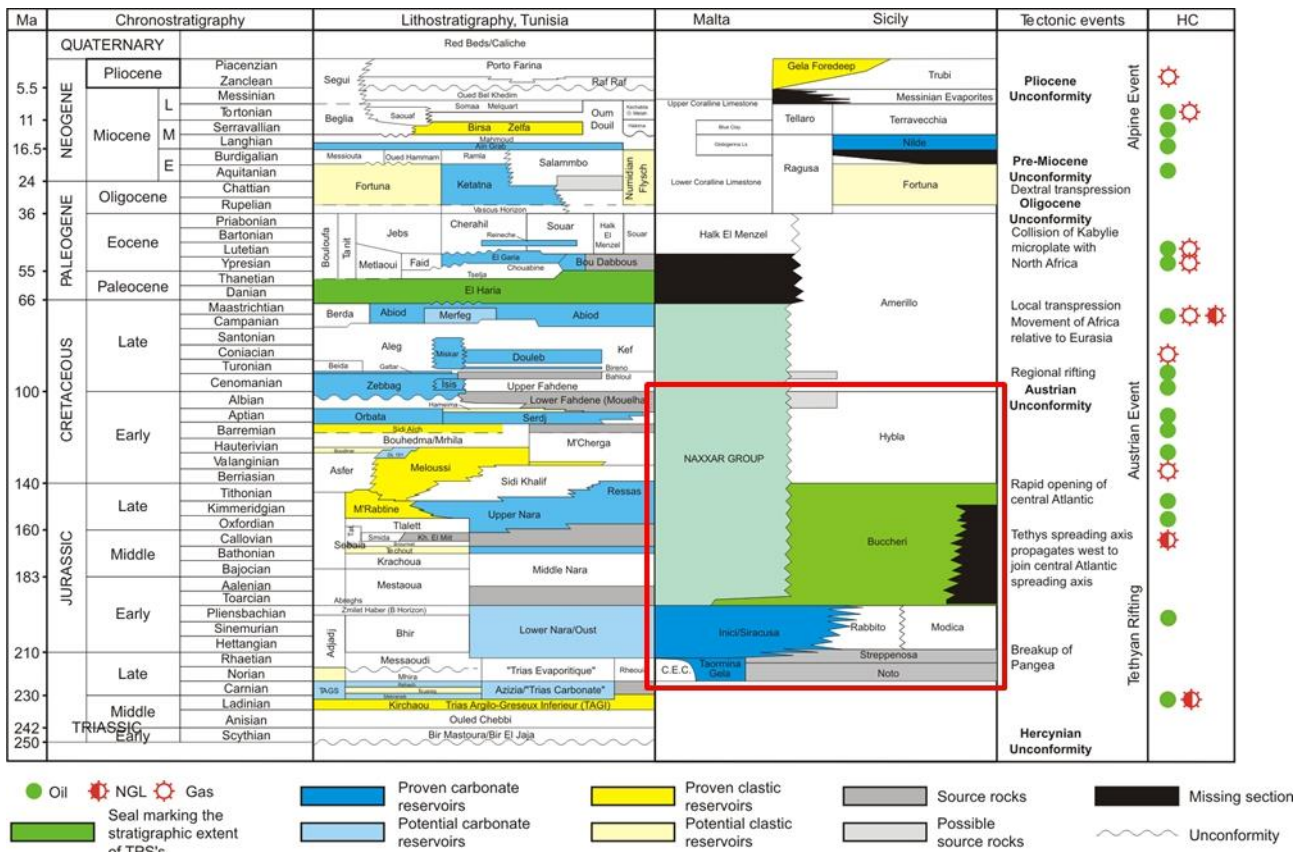 Ma Chronostratigraphy Lithostratigraphy, Tunisia Malta Sicily Tectonic events HC
QUATERNARY
NEOGENE
Pliocene
Miocene
L
M
E
PALEOGENE
Oligocene
Eocene
Paleocene
CRETACEOUS
Late
Early
JURASSIC
Late
Middle
Early
TRIASSIC
Late
Middle
Early
5.5
11
16.5
24
36
55
66
100
140
160
183
210
230
242
250
Piacenzian
Zanclean
Messinian
Tortonian
Serravallian
Langhian
Burdigalian
Aquitanian
Chattian
Rupelian
Priabonian
Bartonian
Lutetian
Ypresian
Thanetian
Danian
Maastrichtian
Campanian
Santonian
Coniacian
Turonian
Cenomanian
Albian
Aptian
Barremian
Hauterivian
Valanginian
Berriasian
Tithonian
Kimmeridgian
Oxfordian
Callovian
Bathonian
Bajocian
Aalenian
Toarcian
Pliensbachian
Sinemurian
Hettangian
Rhaetian
Norian
Carnian
Ladinian
Anisian
Scythian
Red Beds/Caliche
Porto Farina
Segui
Raf Raf
Oued Bel Khedim
Somaa Melquart
Beglia
Saouaf
Oum
Douil
Birsa Zelfa
Mahmoud
Ain Grab
Messiouta
Oued Hammam
Ramla
Salammbo
Fortuna
Ketatna
Numidian
Flysch
Vascus Horizon
Bouloufa
Tanit
Jebs
Cherahil
Souar
Reineche
Halk
El
Menzel
Souar
Metlaoui
Faid
El Garia
Bou Dabbous
Chouabine
Tselja
El Haria
Berda
Abiod
Merfeg
Abiod
Aleg
Miskar
Douleb
Kef
Bireno
Beida
Gattar
Bahloul
Zebbag
Isis
Upper Fahdene
Lower Fahdene (Mouelha
Hameima
Orbata
Serdj
Sidi Aich
Bouhedma/Mrhila
M'Cherga
Asfer
Meloussi
Sidi Khalif
M'Rabtine
Ressas
Upper Nara
Tlalett
Smida
Kh. El Mit
Techout
Krachoua
Middle Nara
Mestaoua
Abreghs
Zmilet Haber (B Horizon)
Adjadj
Bhir
Lower Nara/Oust
Messaoudi
"Trias Evaporitique"
Rheouis
Mhira
TAGS
Azizia/"Trias Carbonate"
Kirchaou Trias Argilo-Greseux Inferieur (TAGI)
Ouled Chebbi
Bir Mastoura/Bir El Jaja
Gela Foredeep
Trubi
Messinian Evaporites
Upper Coralline Limestone
Tellaro
Terravecchia
Blue Clay
Globigerina Ls
Nilde
Ragusa
Lower Coralline Limestone
Fortuna
Halk El Menzel
Amerillo
NAXXAR GROUP
Hybla
Buccheri
Inici/Siracusa
Rabbito
Modica
Streppenosa
C.E.C.
Taormina
Gela
Noto
Pliocene
Unconformity
Pre-Miocene
Unconformity
Dextral transpression
Oligocene
Unconformity
Collision of Kabylie
microplate with
North Africa
Local transpression
Movement of Africa
relative to Eurasia
Regional rifting
Austrian
Unconformity
Rapid opening of
central Atlantic
Tethys spreading axis
propagates west to
join central Atlantic
spreading axis
Breakup of
Pangea
Hercynian
Unconformity
Alpine Event
Austrian Event
Tethyan Rifting
Oil NGL Gas
Seal marking the
stratigraphic extent
of TPS's
Proven carbonate
reservoirs
Potential carbonate
reservoirs
Proven clastic
reservoirs
Potential clastic
reservoirs
Source rocks
Possible
source rocks
Missing section
Unconformity